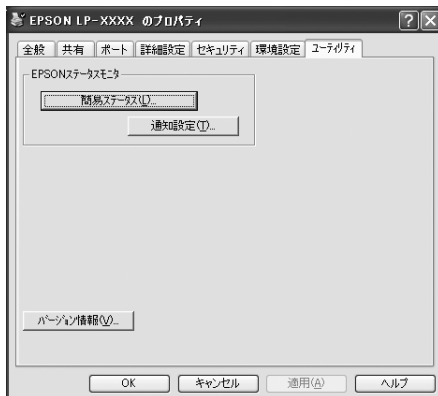 EPSON LP-XXXX のプロパティ
全般 共有 ポート 詳細設定 セキュリティ 環境設定 ユーティリティ
EPSONステータスモニタ
簡易ステータス(L)...
通知設定(T)...
バージョン情報(V)...
OK キャンセル 適用(A) ヘルプ